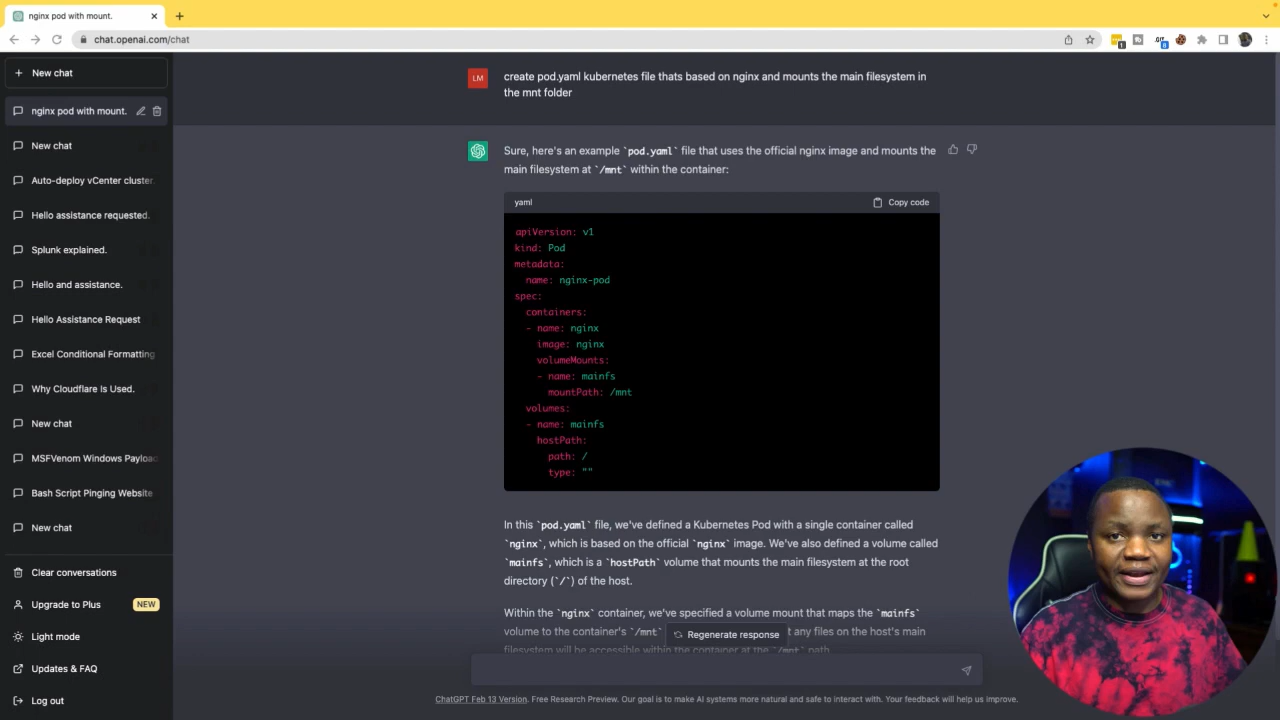 nginx pod with mount.
chat.openai.com/chat
New chat
nginx pod with mount.
New chat
Auto-deploy vCenter cluster.
Hello assistance requested.
Splunk explained.
Hello and assistance.
Hello Assistance Request
Excel Conditional Formatting
Why Cloudflare Is Used.
New chat
MSFVenom Windows Payloa
Bash Script Pinging Website
New chat
Clear conversations
Upgrade to Plus NEW
Light mode
Updates & FAQ
Log out
LM
create pod.yaml kubernetes file thats based on nginx and mounts the main filesystem in
the mnt folder
Sure, here's an example `pod.yaml` file that uses the official nginx image and mounts the
main filesystem at `/mnt` within the container:
yaml Copy code
apiVersion: v1
kind: Pod
metadata:
  name: nginx-pod
spec:
  containers:
  - name: nginx
    image: nginx
    volumeMounts:
    - name: mainfs
      mountPath: /mnt
  volumes:
  - name: mainfs
    hostPath:
      path: /
      type: ""
In this `pod.yaml` file, we've defined a Kubernetes Pod with a single container called
`nginx`, which is based on the official `nginx` image. We've also defined a volume called
`mainfs`, which is a `hostPath` volume that mounts the main filesystem at the root
directory (`/`) of the host.
Within the `nginx` container, we've specified a volume mount that maps the `mainfs`
volume to the container's `/mnt` any files on the host's main
filesystem will be accessible within the container at the `/mnt` path.
Regenerate response
ChatGPT Feb 13 Version. Free Research Preview. Our goal is to make AI systems more natural and safe to interact with. Your feedback will help us improve.